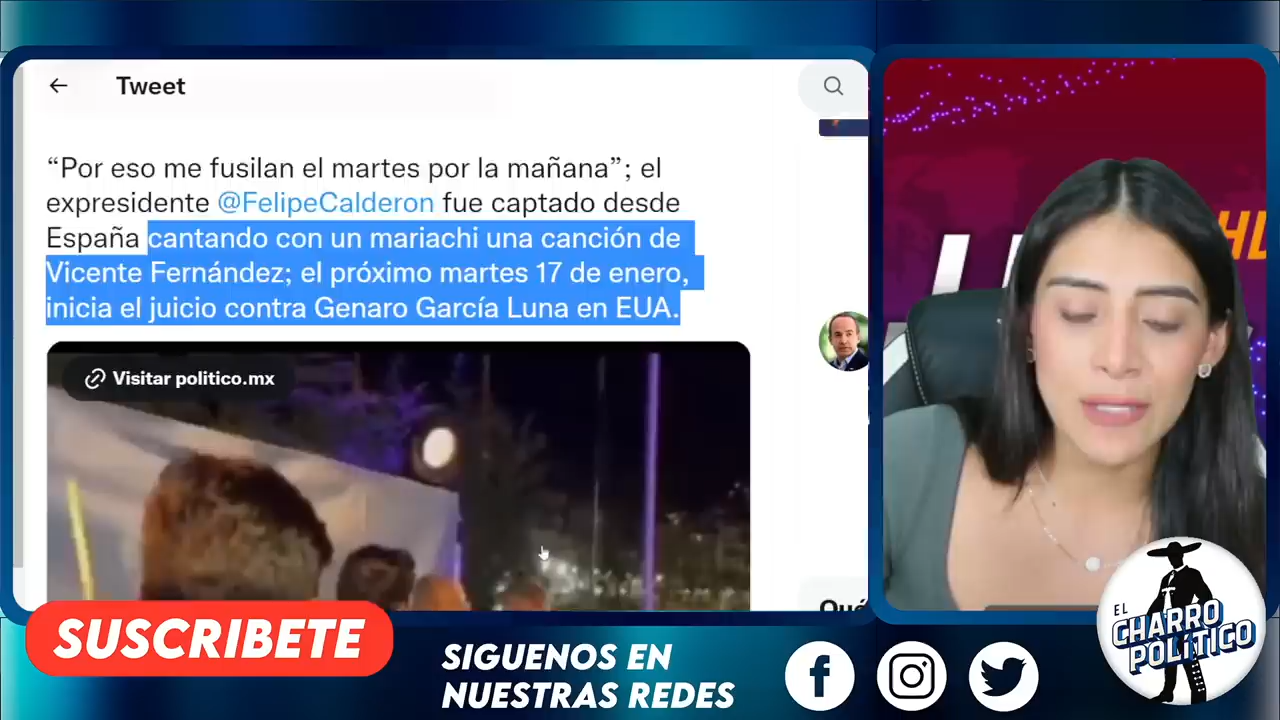 Tweet
“Por eso me fusilan el martes por la mañana”; el
expresidente @FelipeCalderon fue captado desde
España cantando con un mariachi una canción de
Vicente Fernández; el próximo martes 17 de enero,
inicia el juicio contra Genaro García Luna en EUA.
Visitar politico.mx
Qué
SUSCRIBETE
SIGUENOS EN
NUESTRAS REDES
EL
CHARRO
POLÍTICO